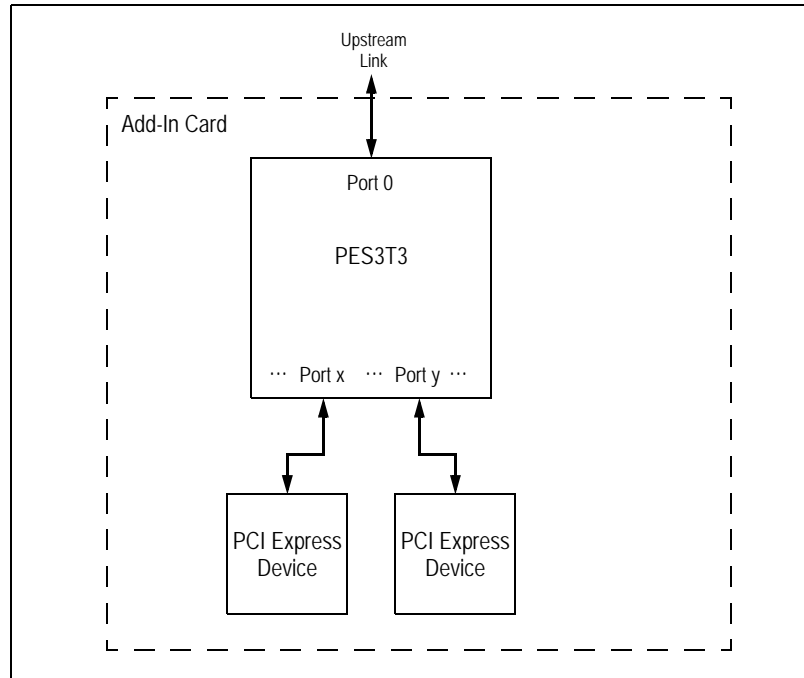 Upstream
Link
Add-In Card
Port 0
PES3T3
··· Port x ··· Port y ···
PCI Express
Device
PCI Express
Device